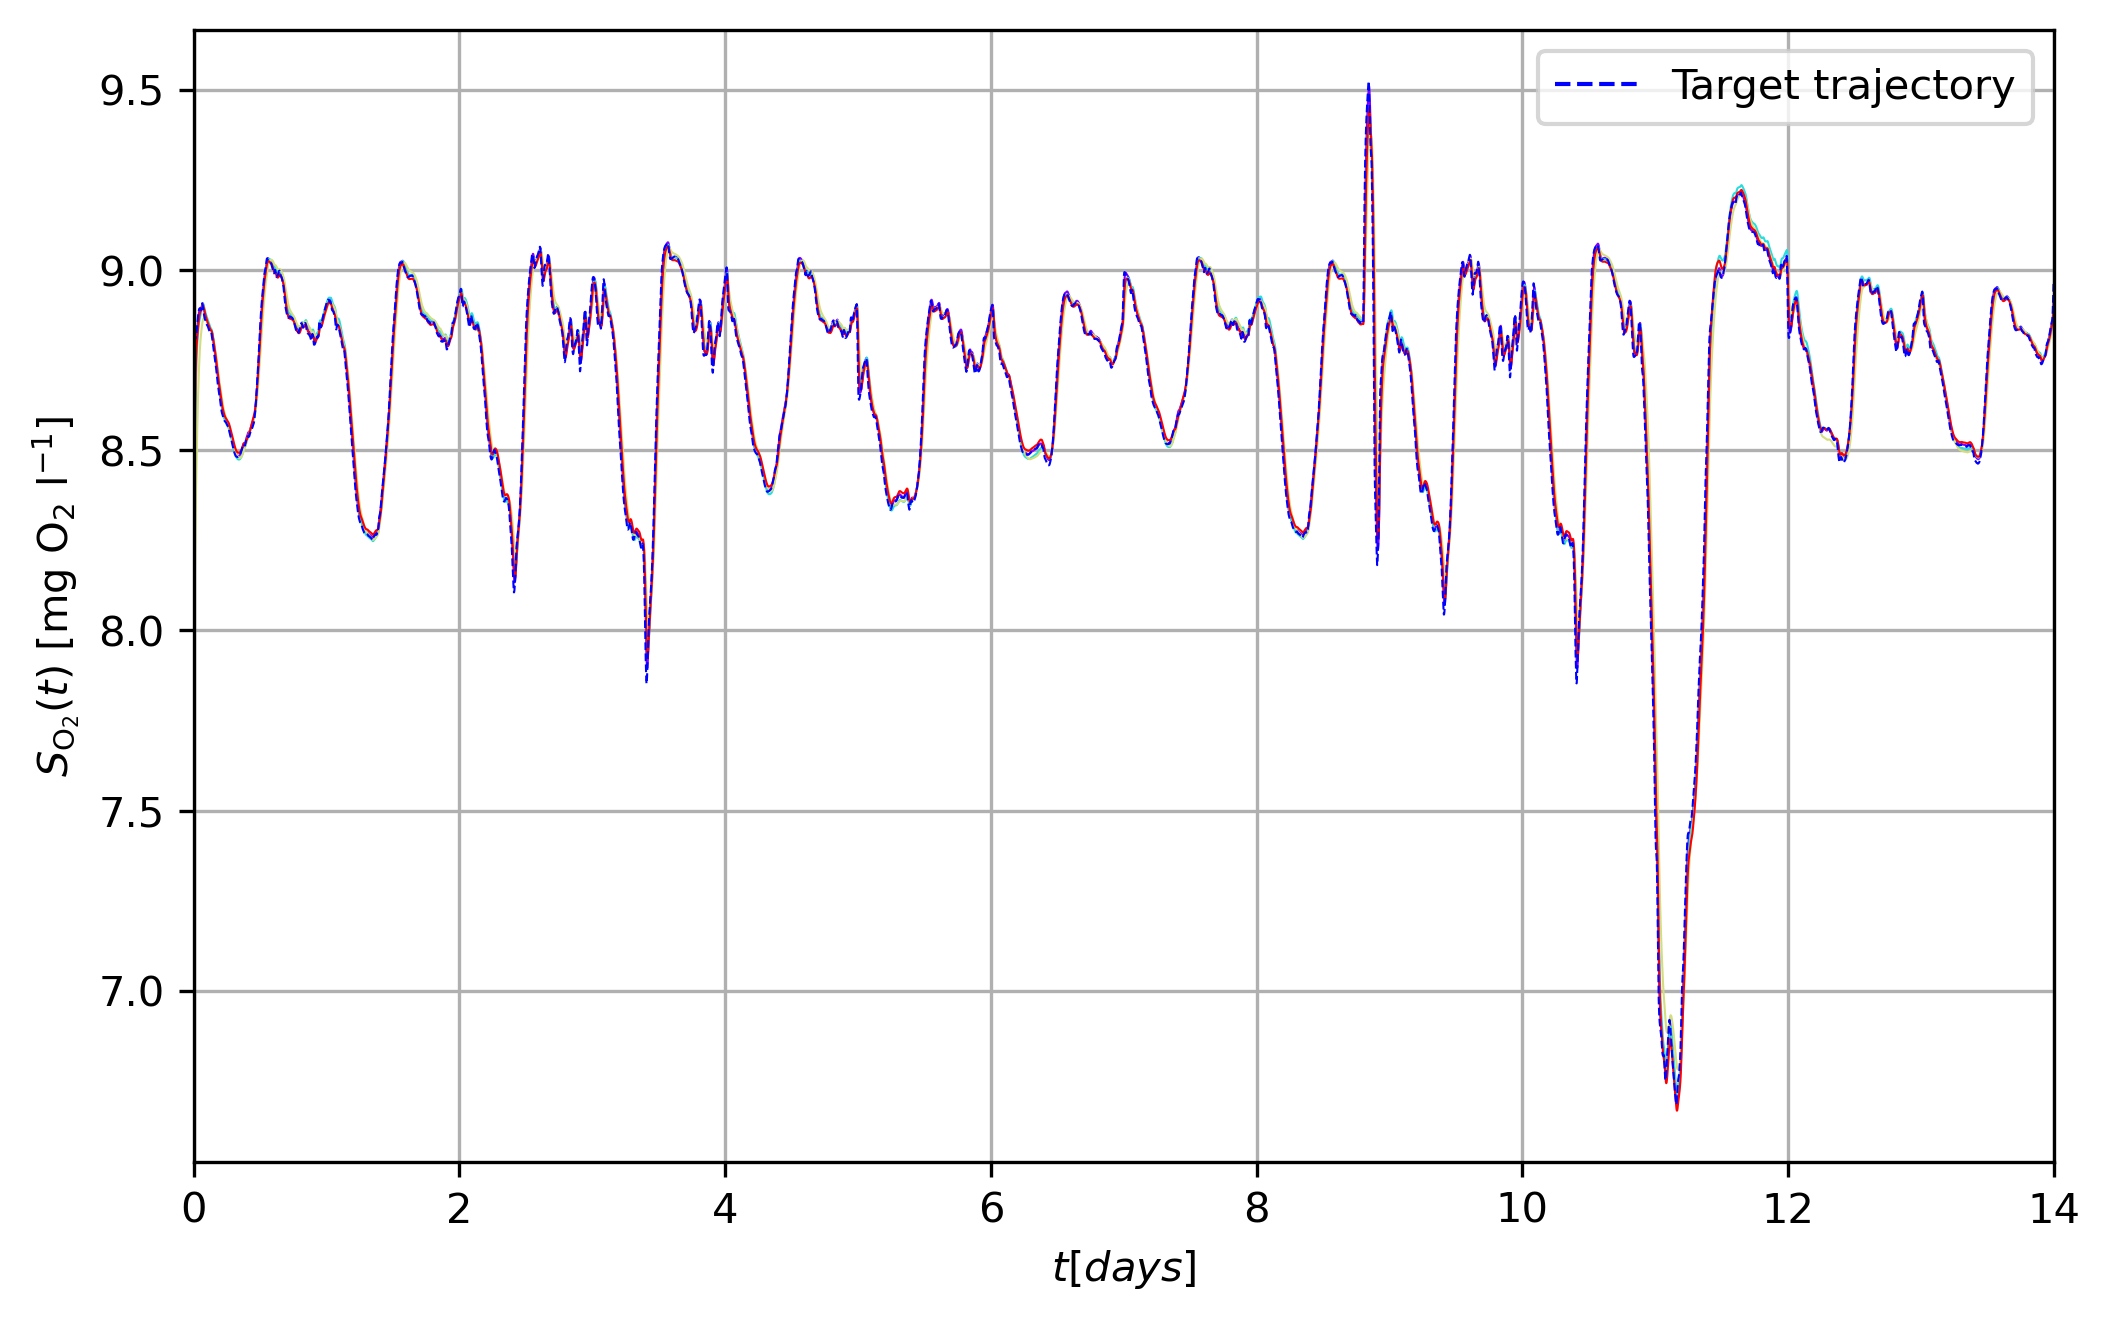 Target trajectory
9.5
9.0
8.5
8.0
7.5
7.0
S_{O_2}(t) [mg O_2 l^{-1}]
0 2 4 6 8 10 12 14
t[days]